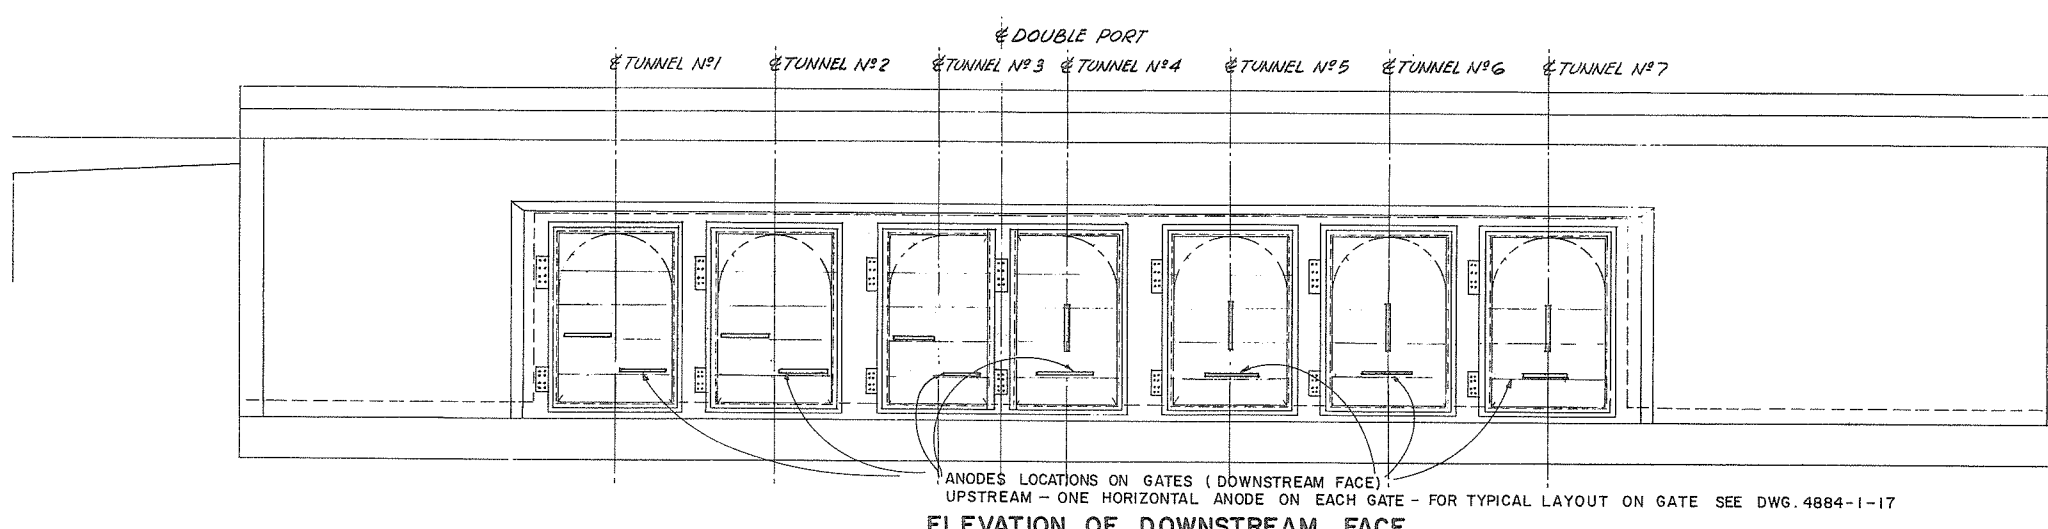 ℄ DOUBLE PORT
℄ TUNNEL Nº1 ℄ TUNNEL Nº2 ℄ TUNNEL Nº3 ℄ TUNNEL Nº4 ℄ TUNNEL Nº5 ℄ TUNNEL Nº6 ℄ TUNNEL Nº7
ANODES LOCATIONS ON GATES (DOWNSTREAM FACE)
UPSTREAM - ONE HORIZONTAL ANODE ON EACH GATE - FOR TYPICAL LAYOUT ON GATE SEE DWG. 4884-1-17
ELEVATION OF DOWNSTREAM FACE